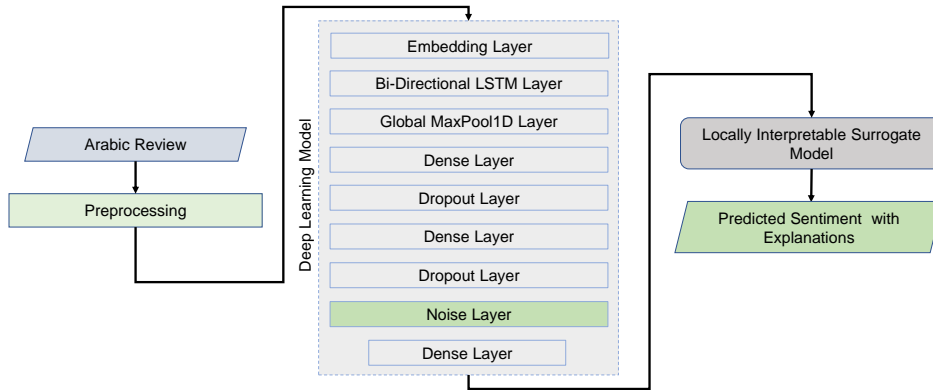 Arabic Review
Preprocessing
Deep Learning Model
Embedding Layer
Bi-Directional LSTM Layer
Global MaxPool1D Layer
Dense Layer
Dropout Layer
Dense Layer
Dropout Layer
Noise Layer
Dense Layer
Locally Interpretable Surrogate
Model
Predicted Sentiment with
Explanations